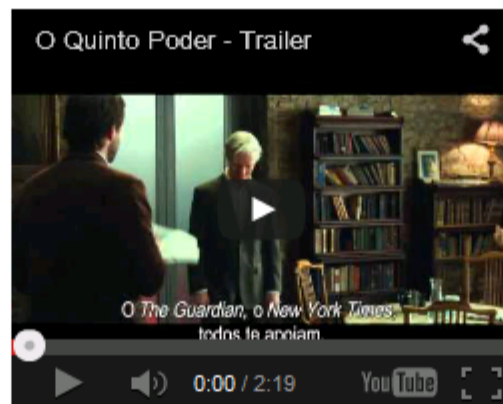 O Quinto Poder - Trailer
O The Guardian, o New York Times,
todos te apoiam.
0:00 / 2:19
YouTube